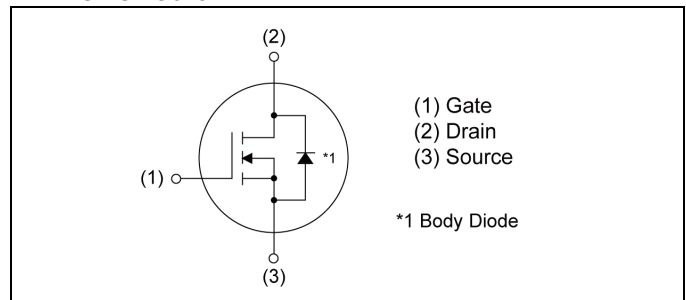 (2)
(1) Gate
(2) Drain
(3) Source
*1
(1)
*1 Body Diode
(3)